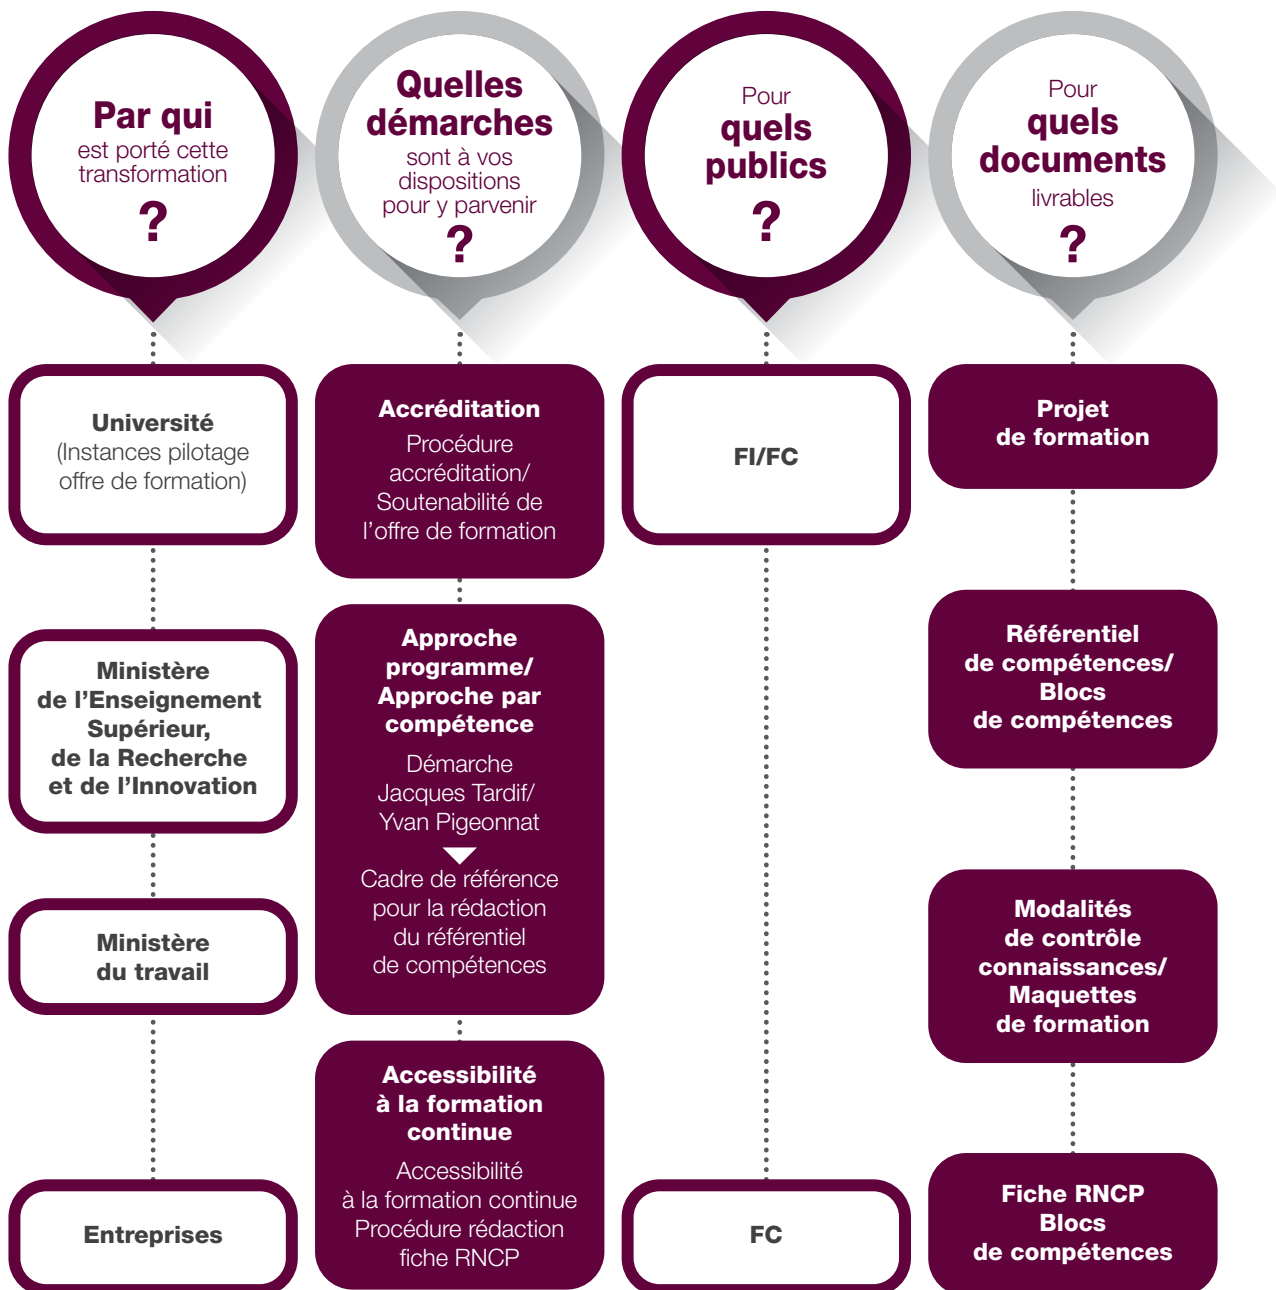 Par qui
est porté cette
transformation
?
Université
(Instances pilotage
offre de formation)
Ministère
de l’Enseignement
Supérieur,
de la Recherche
et de l’Innovation
Ministère
du travail
Entreprises
Quelles
démarches
sont à vos
dispositions
pour y parvenir
?
Accréditation
Procédure
accréditation/
Soutenabilité de
l’offre de formation
Approche
programme/
Approche par
compétence
Démarche
Jacques Tardif/
Yvan Pigeonnat
Cadre de référence
pour la rédaction
du référentiel
de compétences
Accessibilité
à la formation
continue
Accessibilité
à la formation continue
Procédure rédaction
fiche RNCP
Pour
quels
publics
?
FI/FC
FC
Pour
quels
documents
livrables
?
Projet
de formation
Référentiel
de compétences/
Blocs
de compétences
Modalités
de contrôle
connaissances/
Maquettes
de formation
Fiche RNCP
Blocs
de compétences